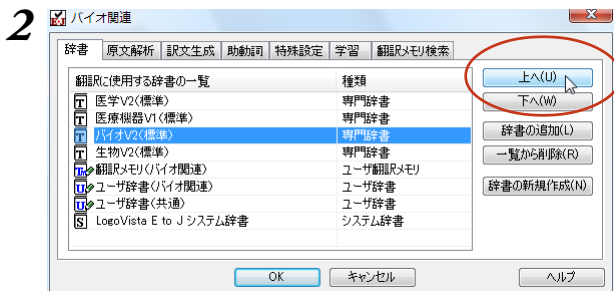 2
バイオ関連
辞書 原文解析 訳文生成 助動詞 特殊設定 学習 翻訳メモリ検索
翻訳に使用する辞書の一覧 種類
医学V2(標準) 専門辞書
医療機器V1(標準) 専門辞書
バイオV2(標準) 専門辞書
生物V2(標準) 専門辞書
翻訳メモリ(バイオ関連) ユーザ翻訳メモリ
ユーザ辞書(バイオ関連) ユーザ辞書
ユーザ辞書(共通) ユーザ辞書
LogoVista E to J システム辞書 システム辞書
上へ(U)
下へ(W)
辞書の追加(L)
一覧から削除(R)
辞書の新規作成(N)
OK キャンセル ヘルプ